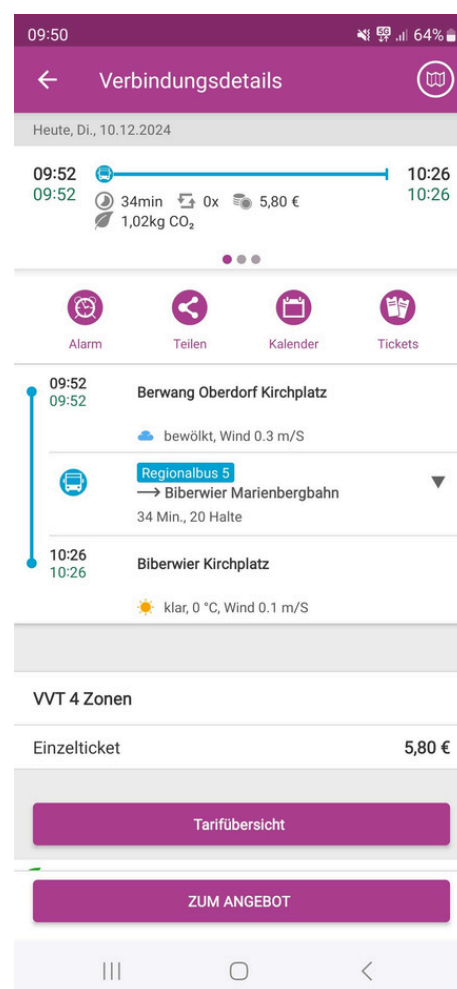 09:50
5G 64%
Verbindungsdetails
Heute, Di., 10.12.2024
09:52 10:26
09:52 10:26
34min 0x 5,80 €
1,02kg CO₂
Alarm Teilen Kalender Tickets
09:52
09:52
Berwang Oberdorf Kirchplatz
bewölkt, Wind 0.3 m/S
Regionalbus 5
→ Biberwier Marienbergbahn
34 Min., 20 Halte
10:26
10:26
Biberwier Kirchplatz
klar, 0 °C, Wind 0.1 m/S
VVT 4 Zonen
Einzelticket 5,80 €
Tarifübersicht
ZUM ANGEBOT